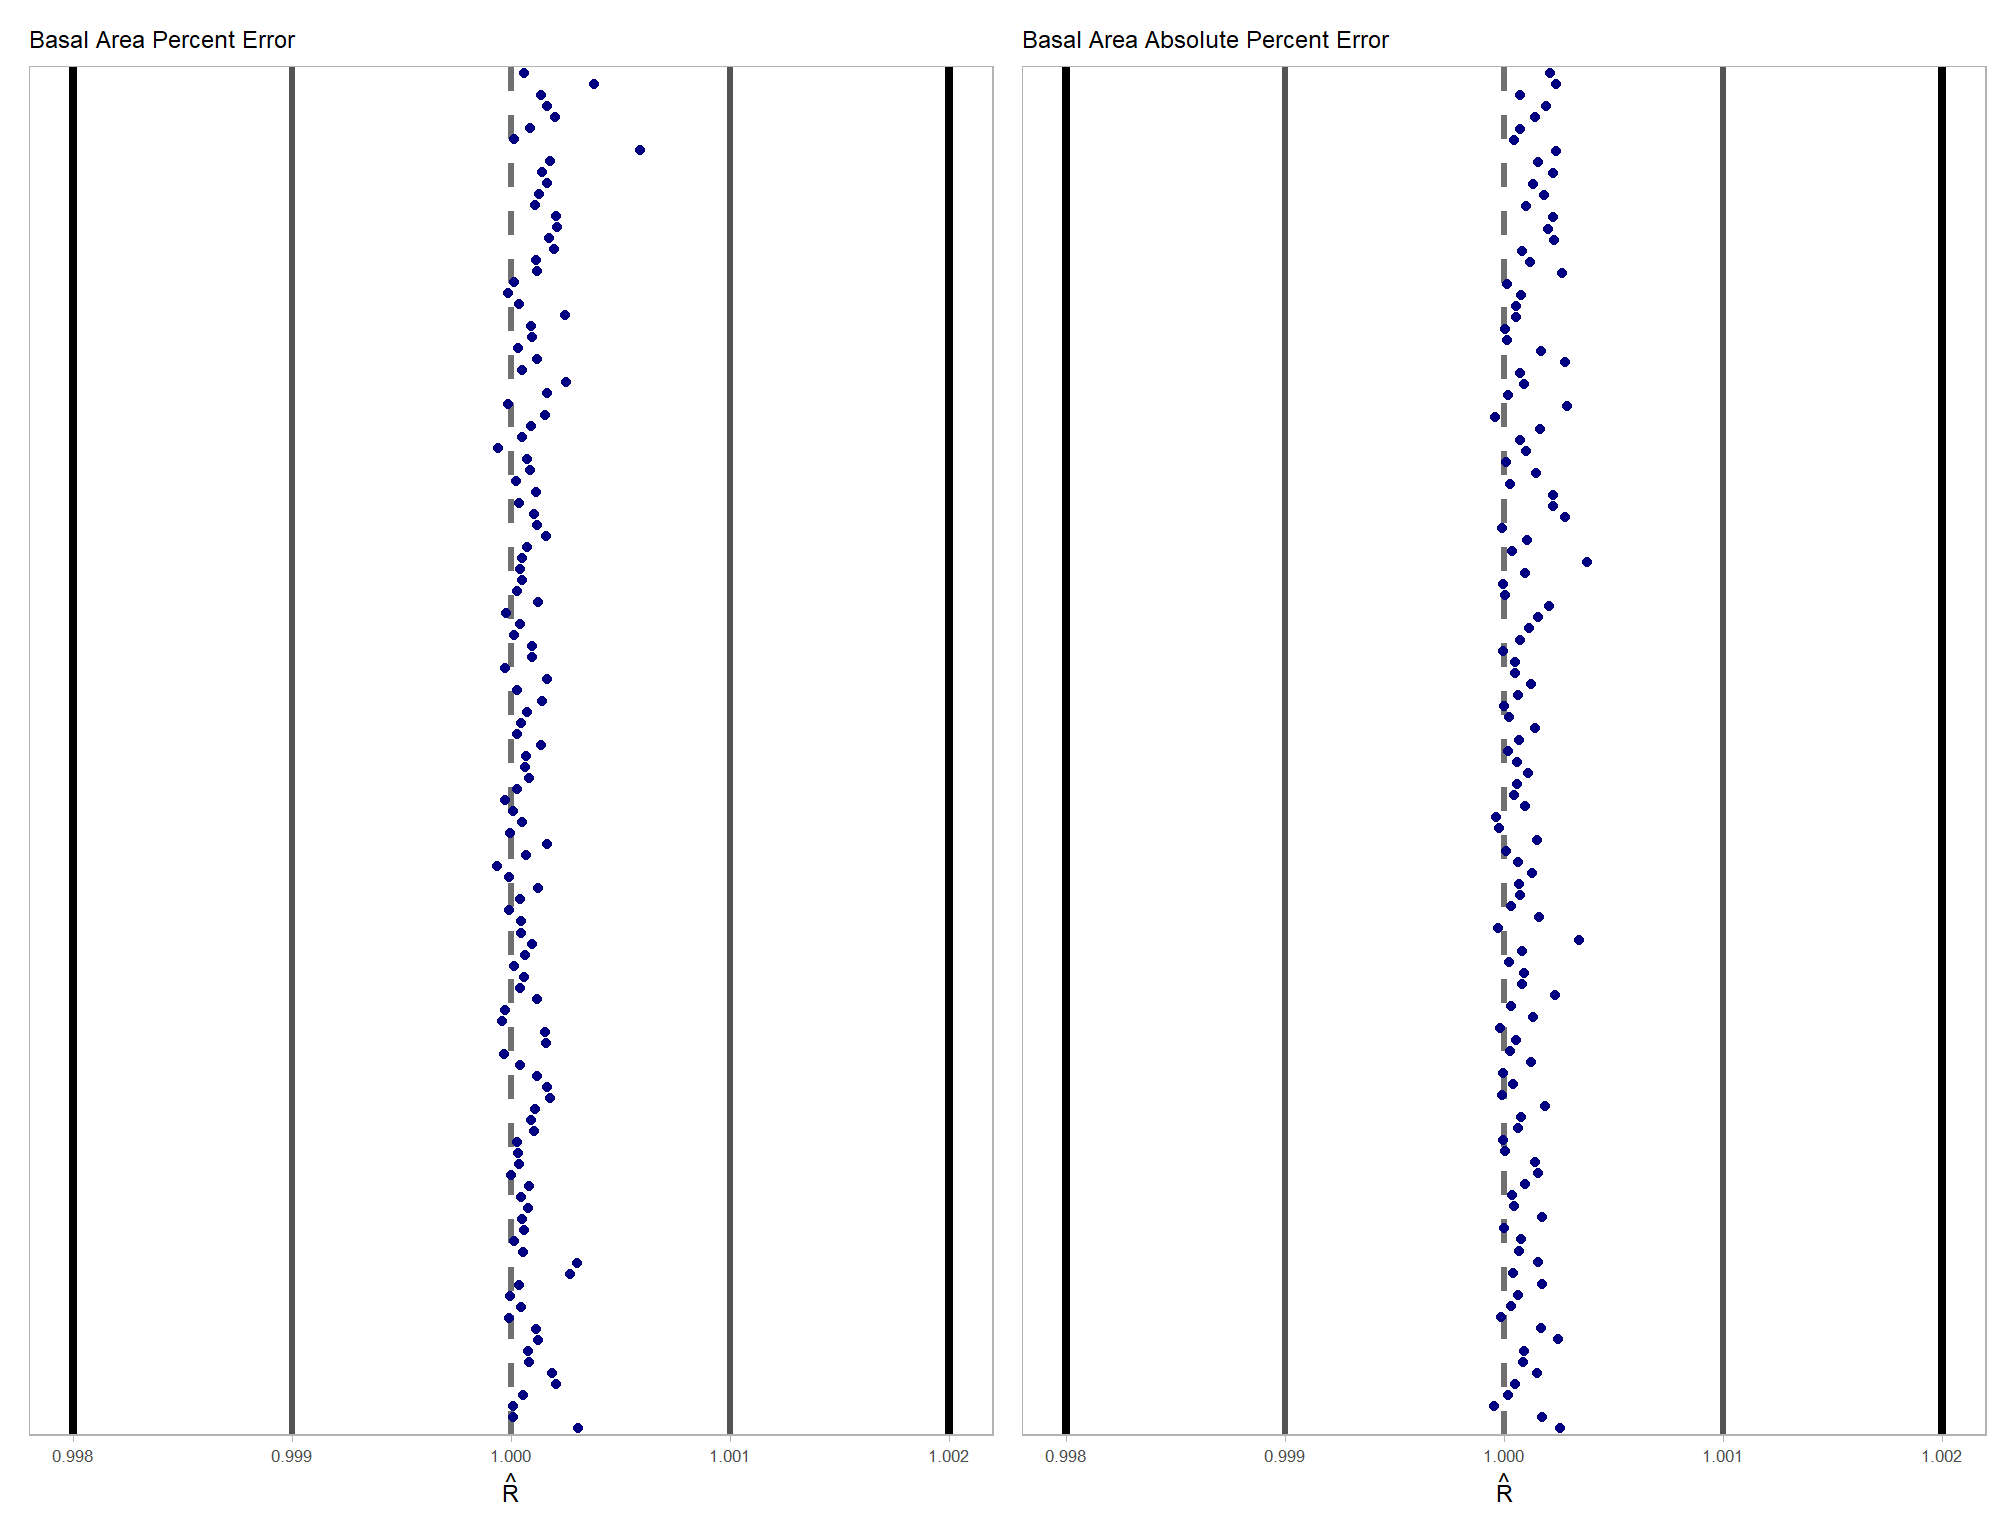 Basal Area Percent Error
Basal Area Absolute Percent Error
0.998 0.999 1.000 1.001 1.002
0.998 0.999 1.000 1.001 1.002
R̂
R̂